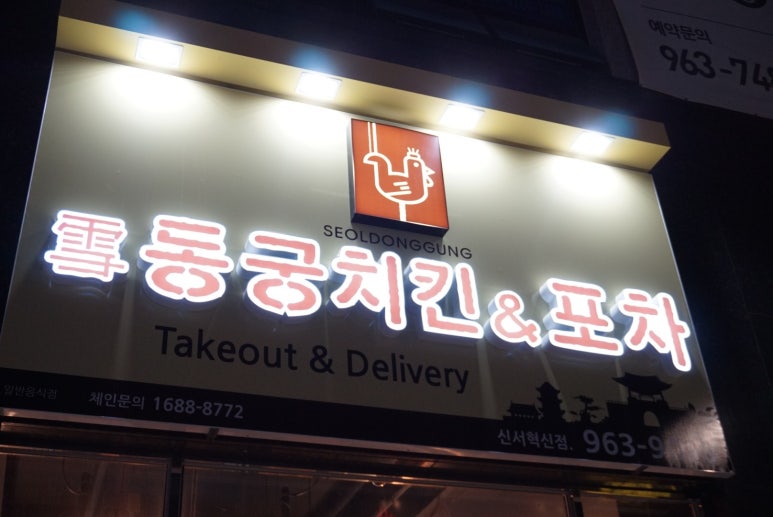 예약문의
963-74
SEOLDONGGUNG
雪동궁치킨&포차
Takeout & Delivery
일반음식점
체인문의 1688-8772
신서혁신점. 963-9